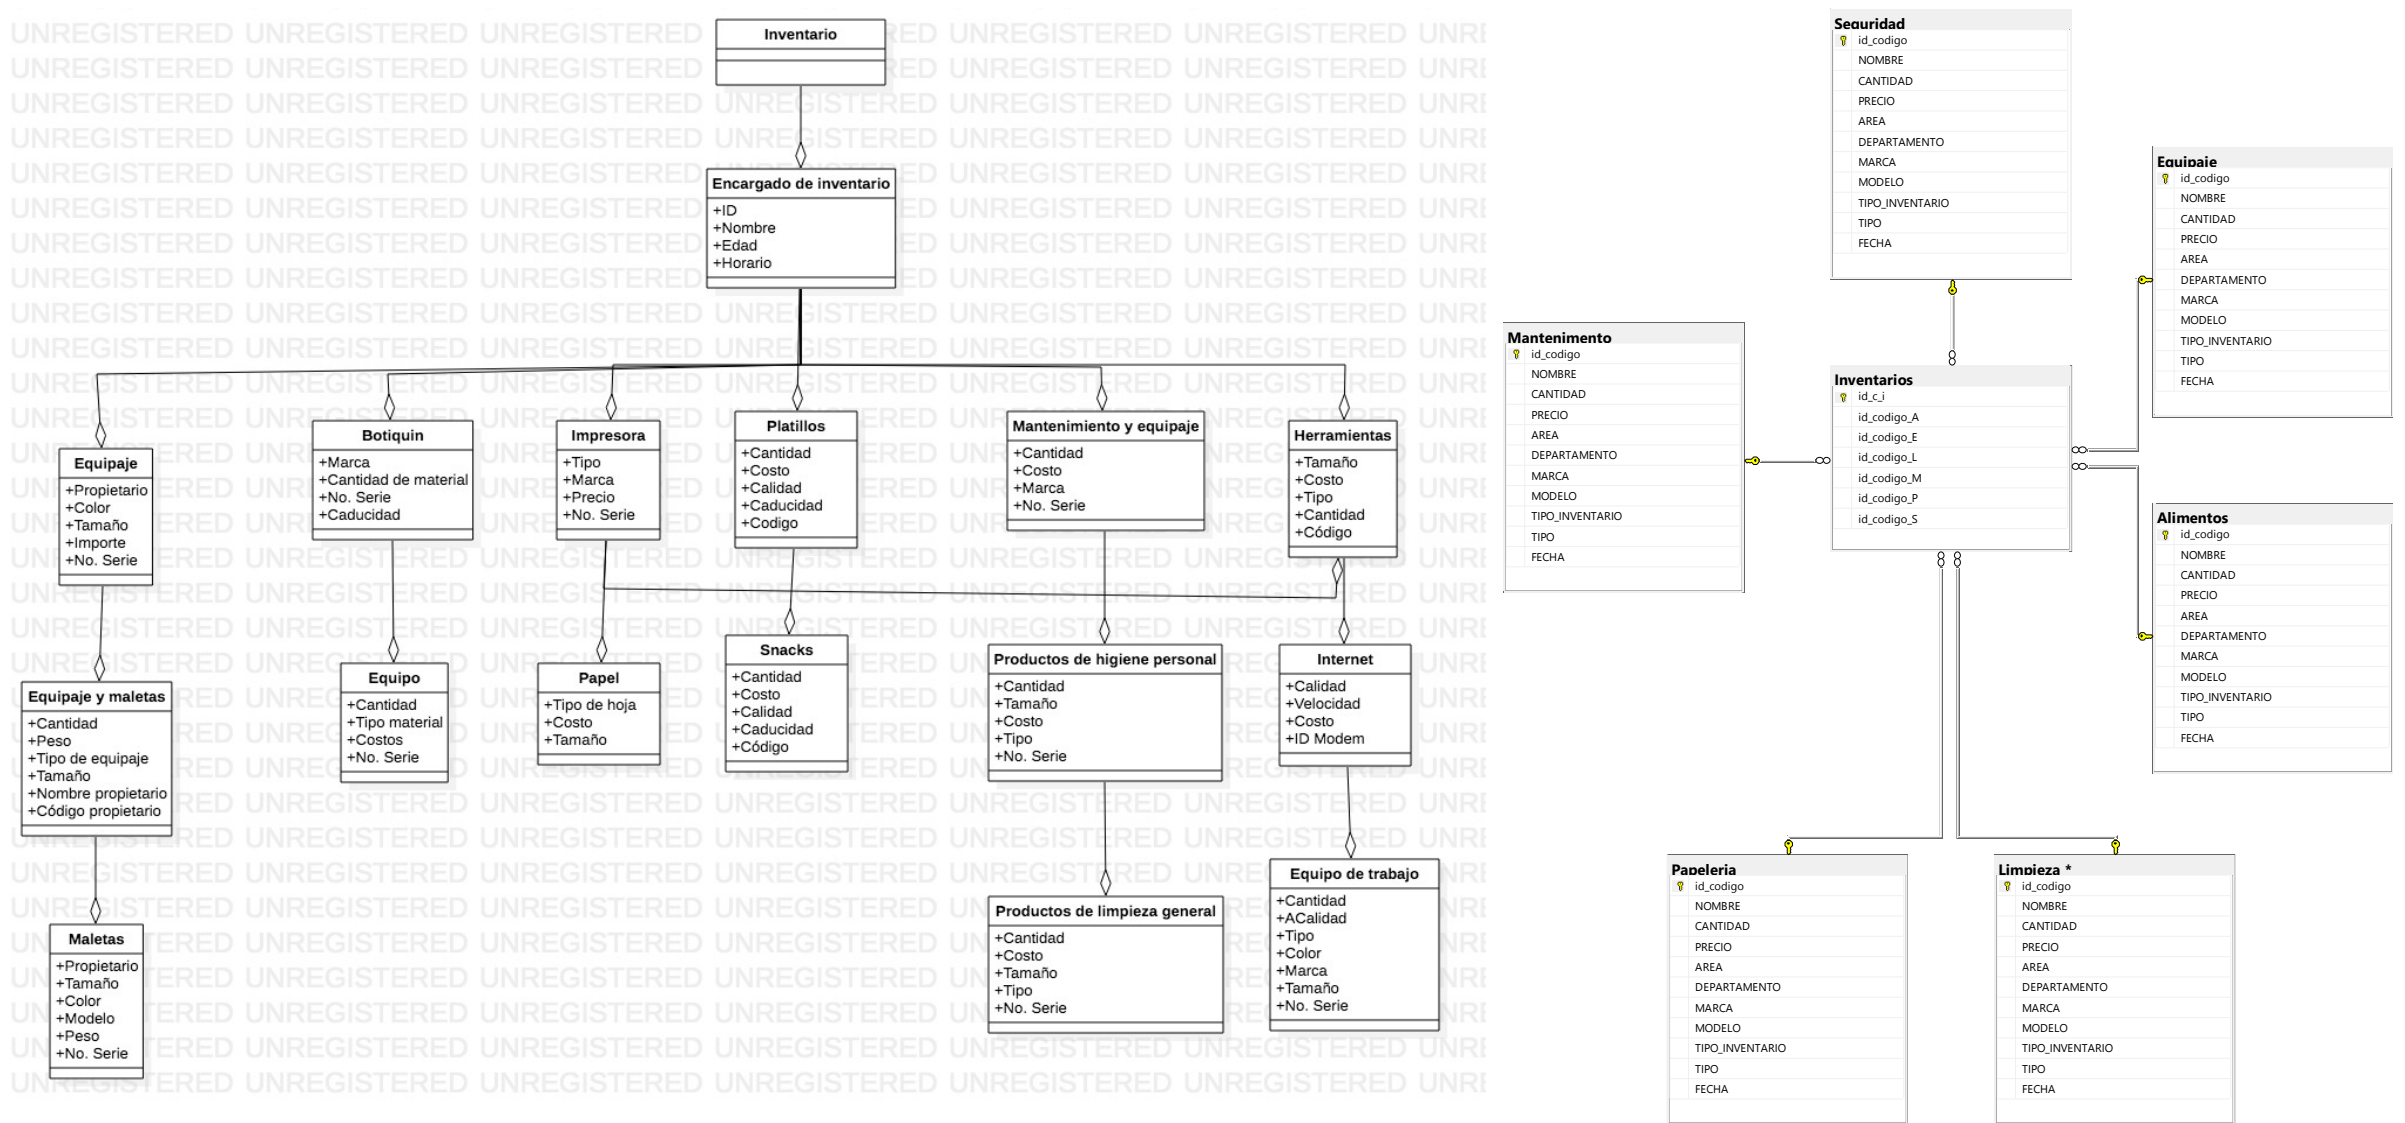 UNREGISTERED UNREGISTERED UNREGISTERED UNREGISTERED UNREGISTERED UNREGISTERED
Inventario
Encargado de inventario
+ID
+Nombre
+Edad
+Horario
Equipaje
+Propietario
+Color
+Tamaño
+Importe
+No. Serie
Botiquin
+Marca
+Cantidad de material
+No. Serie
+Caducidad
Impresora
+Tipo
+Marca
+Precio
+No. Serie
Platillos
+Cantidad
+Costo
+Calidad
+Caducidad
+Codigo
Mantenimiento y equipaje
+Cantidad
+Costo
+Marca
+No. Serie
Herramientas
+Tamaño
+Costo
+Tipo
+Cantidad
+Código
Equipaje y maletas
+Cantidad
+Peso
+Tipo de equipaje
+Tamaño
+Nombre propietario
+Código propietario
Equipo
+Cantidad
+Tipo material
+Costos
+No. Serie
Papel
+Tipo de hoja
+Costo
+Tamaño
Snacks
+Cantidad
+Costo
+Calidad
+Caducidad
+Código
Productos de higiene personal
+Cantidad
+Tamaño
+Costo
+Tipo
+No. Serie
Internet
+Calidad
+Velocidad
+Costo
+ID Modem
Maletas
+Propietario
+Tamaño
+Color
+Modelo
+Peso
+No. Serie
Productos de limpieza general
+Cantidad
+Costo
+Tamaño
+Tipo
+No. Serie
Equipo de trabajo
+Cantidad
+ACalidad
+Tipo
+Color
+Marca
+Tamaño
+No. Serie
Seguridad
id_codigo
NOMBRE
CANTIDAD
PRECIO
AREA
DEPARTAMENTO
MARCA
MODELO
TIPO_INVENTARIO
TIPO
FECHA
Equipaje
id_codigo
NOMBRE
CANTIDAD
PRECIO
AREA
DEPARTAMENTO
MARCA
MODELO
TIPO_INVENTARIO
TIPO
FECHA
Mantenimento
id_codigo
NOMBRE
CANTIDAD
PRECIO
AREA
DEPARTAMENTO
MARCA
MODELO
TIPO_INVENTARIO
TIPO
FECHA
Inventarios
id_c_i
id_codigo_A
id_codigo_E
id_codigo_L
id_codigo_M
id_codigo_P
id_codigo_S
Alimentos
id_codigo
NOMBRE
CANTIDAD
PRECIO
AREA
DEPARTAMENTO
MARCA
MODELO
TIPO_INVENTARIO
TIPO
FECHA
Papeleria
id_codigo
NOMBRE
CANTIDAD
PRECIO
AREA
DEPARTAMENTO
MARCA
MODELO
TIPO_INVENTARIO
TIPO
FECHA
Limpieza *
id_codigo
NOMBRE
CANTIDAD
PRECIO
AREA
DEPARTAMENTO
MARCA
MODELO
TIPO_INVENTARIO
TIPO
FECHA